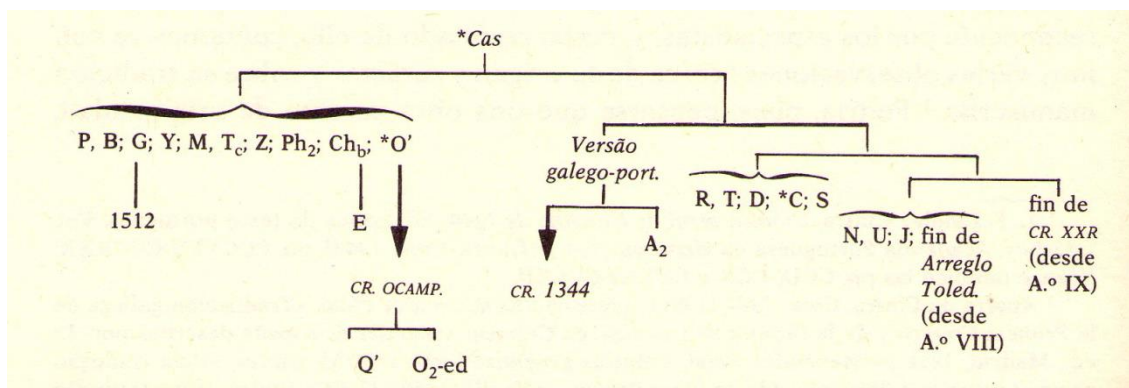 *Cas
P, B; G; Y; M, Tc; Z; Ph2; Chb; *O'
1512
E
CR. OCAMP.
Q' O2-ed
Versão
galego-port.
CR. 1344
A2
R, T; D; *C; S
N, U; J; fin de
Arreglo
Toled.
(desde
A.º VIII)
fin de
CR. XXR
(desde
A.º IX)